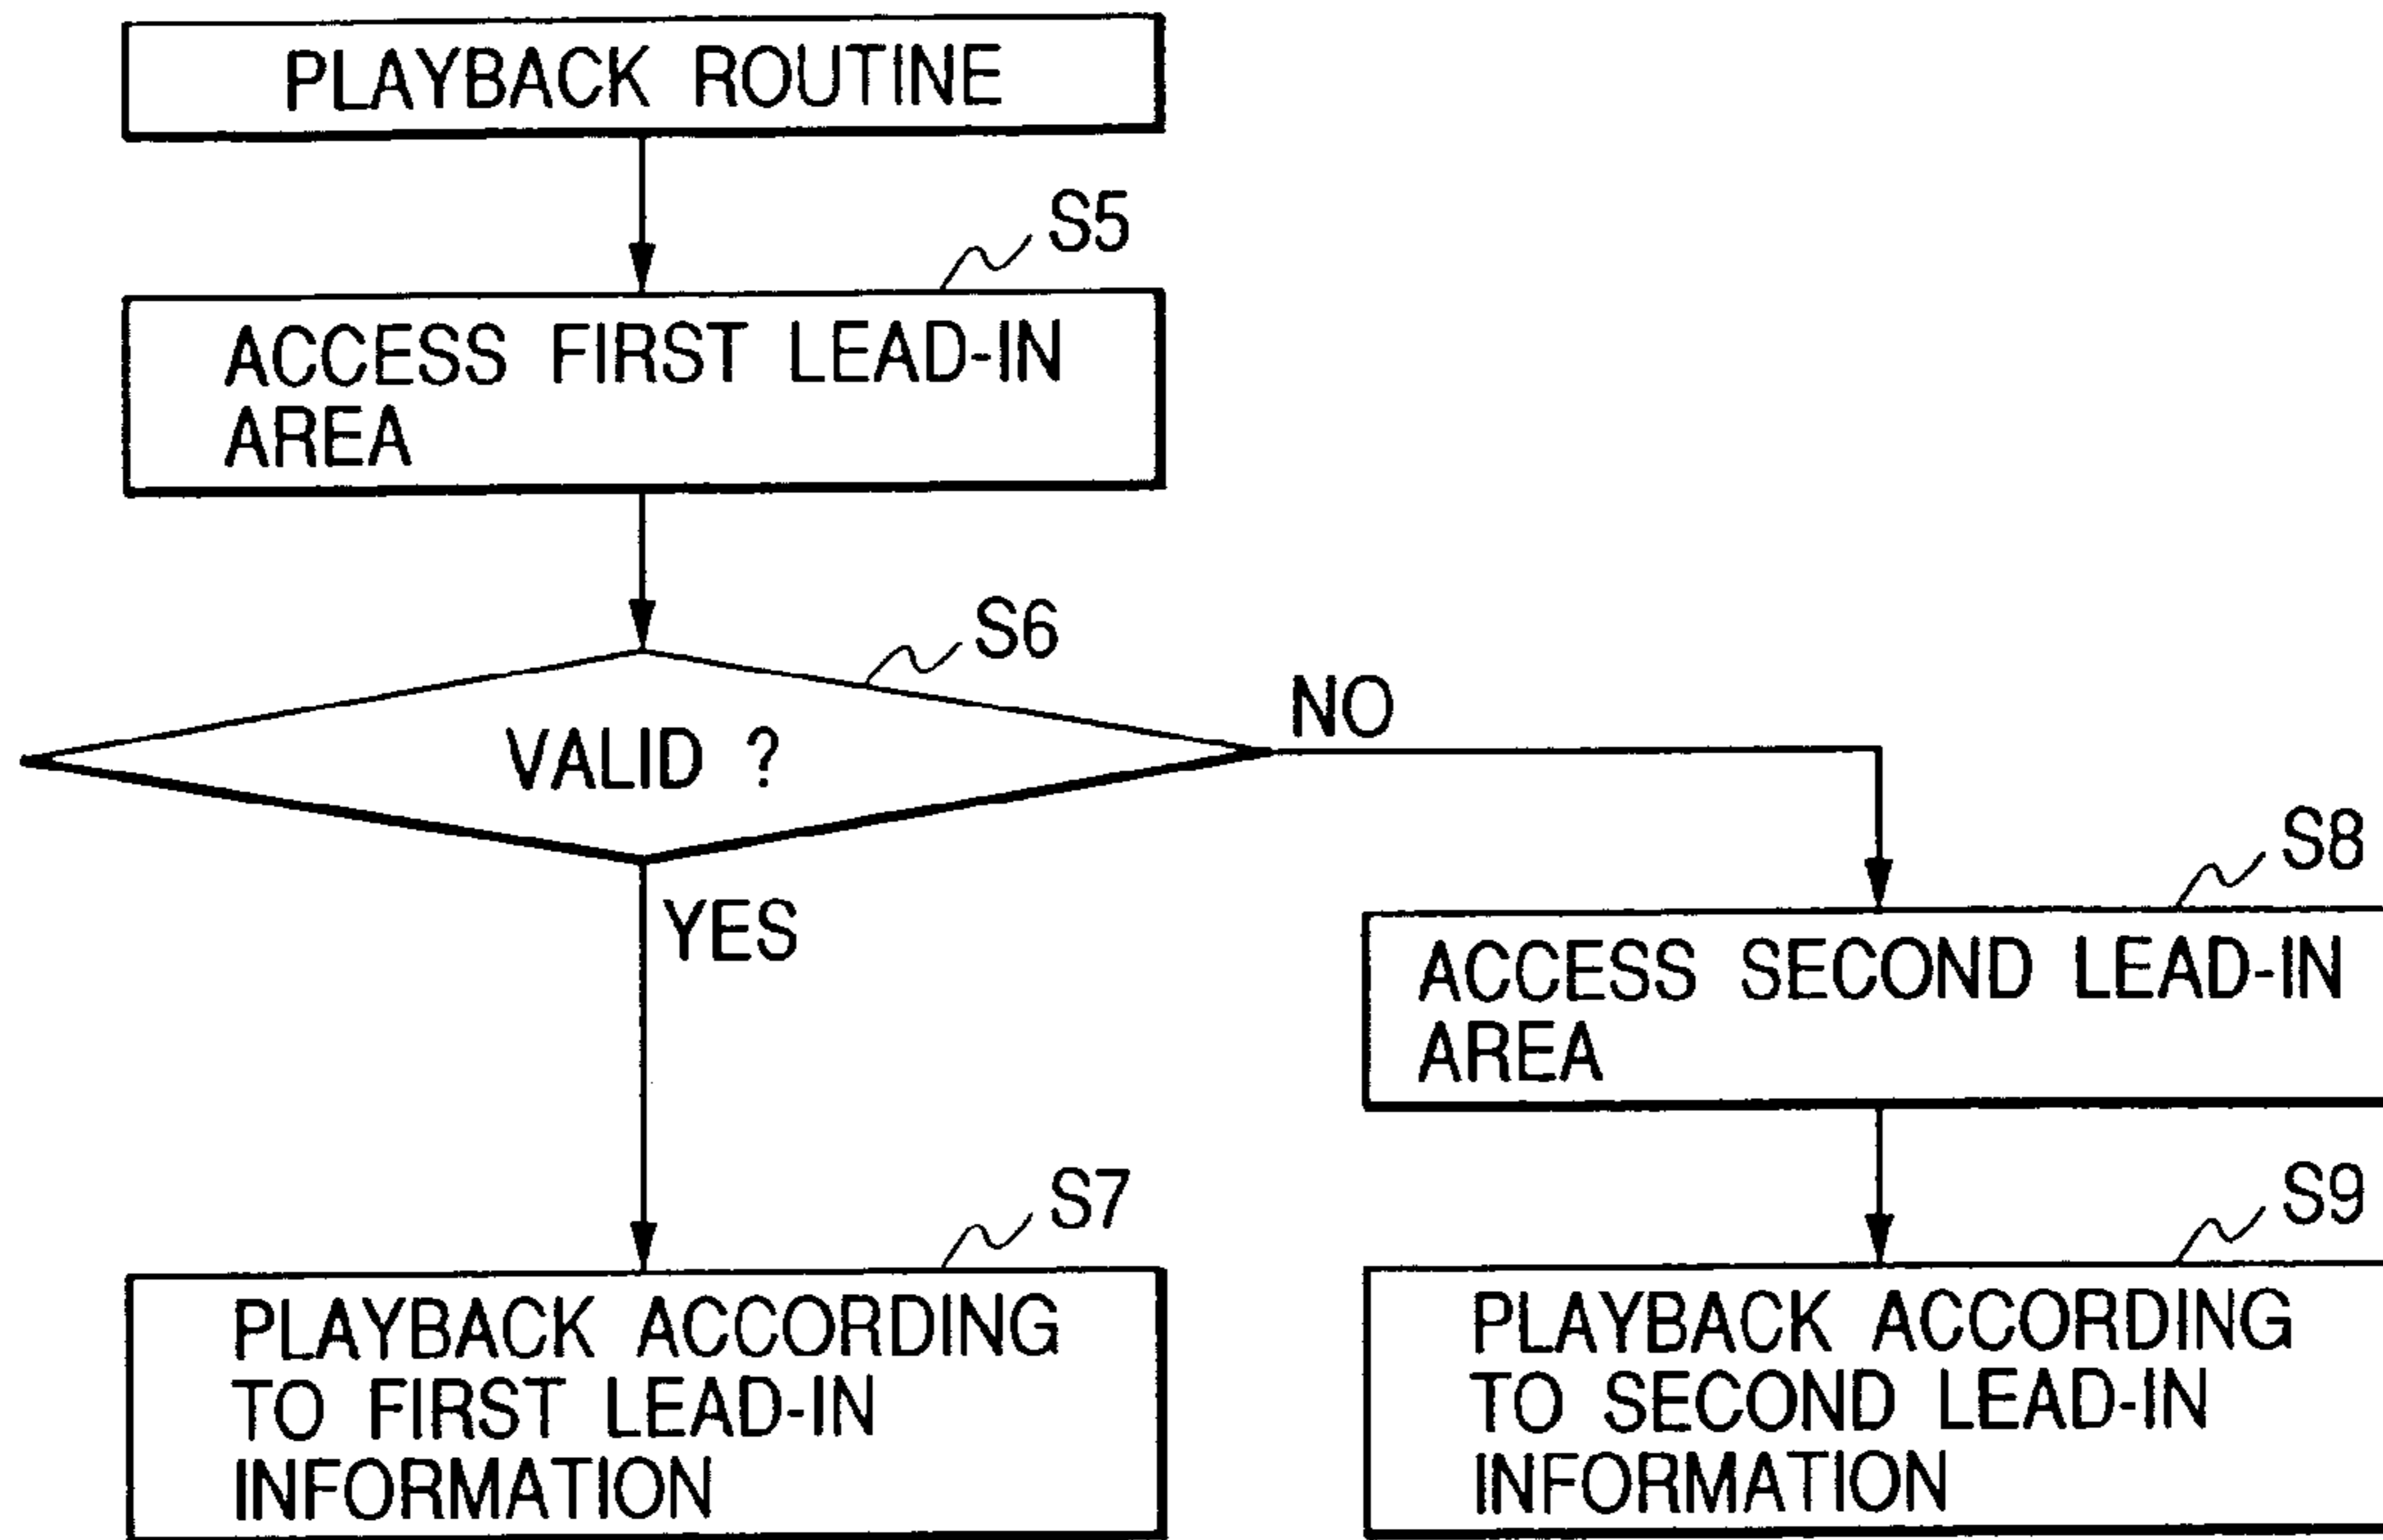 PLAYBACK ROUTINE
S5
ACCESS FIRST LEAD-IN
AREA
S6
VALID ?
NO
YES
S8
ACCESS SECOND LEAD-IN
AREA
S7
PLAYBACK ACCORDING
TO FIRST LEAD-IN
INFORMATION
S9
PLAYBACK ACCORDING
TO SECOND LEAD-IN
INFORMATION